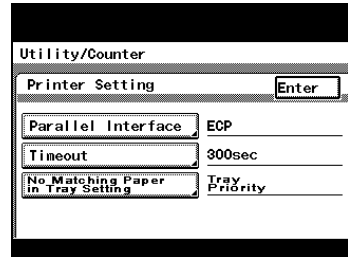 Utility/Counter
Printer Setting
Enter
Parallel Interface
ECP
Timeout
300sec
No Matching Paper
in Tray Setting
Tray
Priority